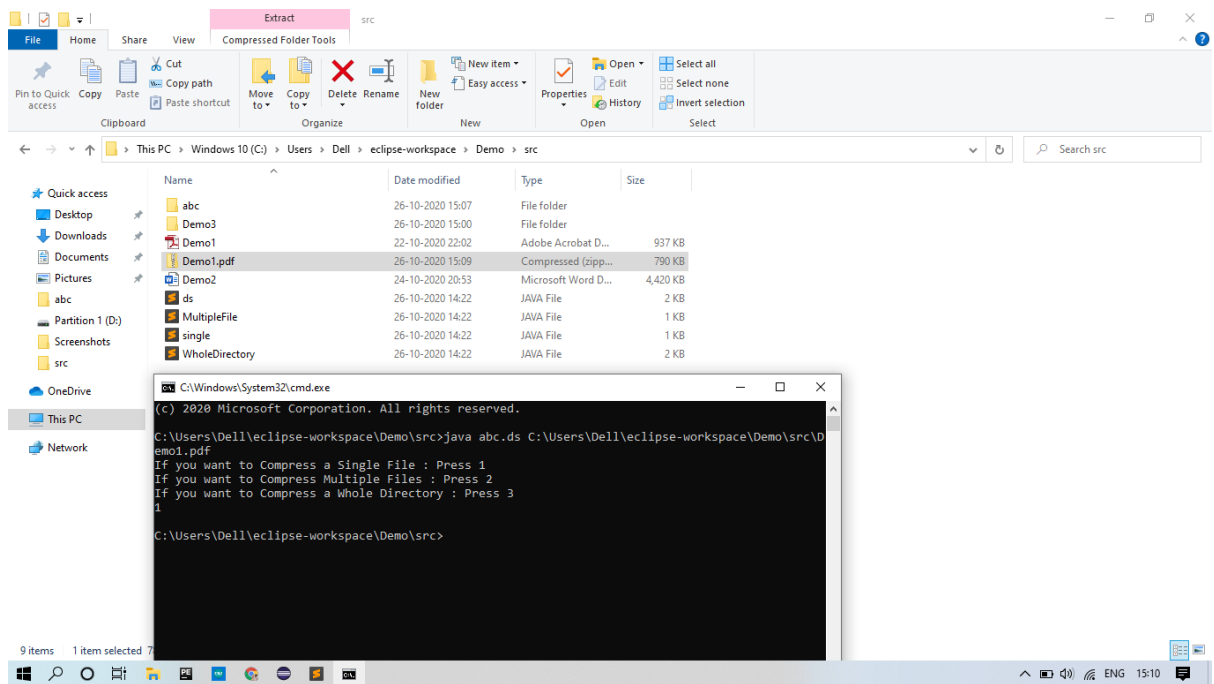 Extract
src
File Home Share View Compressed Folder Tools
Pin to Quick access
Copy
Paste
Cut
Copy path
Paste shortcut
Clipboard
Move to
Copy to
Delete
Rename
Organize
New folder
New item
Easy access
New
Properties
Open
Edit
History
Open
Select all
Select none
Invert selection
Select
This PC > Windows 10 (C:) > Users > Dell > eclipse-workspace > Demo > src
Search src
Name Date modified Type Size
abc 26-10-2020 15:07 File folder
Demo3 26-10-2020 15:00 File folder
Demo1 22-10-2020 22:02 Adobe Acrobat D... 937 KB
Demo1.pdf 26-10-2020 15:09 Compressed (zipp... 790 KB
Demo2 24-10-2020 20:53 Microsoft Word D... 4,420 KB
ds 26-10-2020 14:22 JAVA File 2 KB
MultipleFile 26-10-2020 14:22 JAVA File 1 KB
single 26-10-2020 14:22 JAVA File 1 KB
WholeDirectory 26-10-2020 14:22 JAVA File 2 KB
Quick access
Desktop
Downloads
Documents
Pictures
abc
Partition 1 (D:)
Screenshots
src
OneDrive
This PC
Network
C:\Windows\System32\cmd.exe
(c) 2020 Microsoft Corporation. All rights reserved.
C:\Users\Dell\eclipse-workspace\Demo\src>java abc.ds C:\Users\Dell\eclipse-workspace\Demo\src\D
emo1.pdf
If you want to Compress a Single File : Press 1
If you want to Compress Multiple Files : Press 2
If you want to Compress a Whole Directory : Press 3
1
C:\Users\Dell\eclipse-workspace\Demo\src>
9 items 1 item selected
ENG 15:10